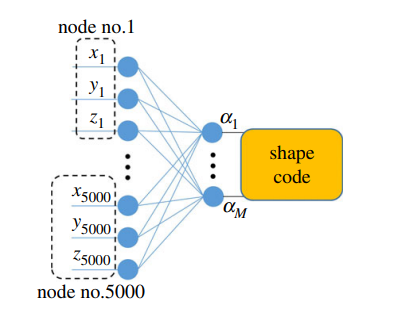 node no.1
x1
y1
z1
α1
shape
code
x5000
αM
y5000
z5000
node no.5000